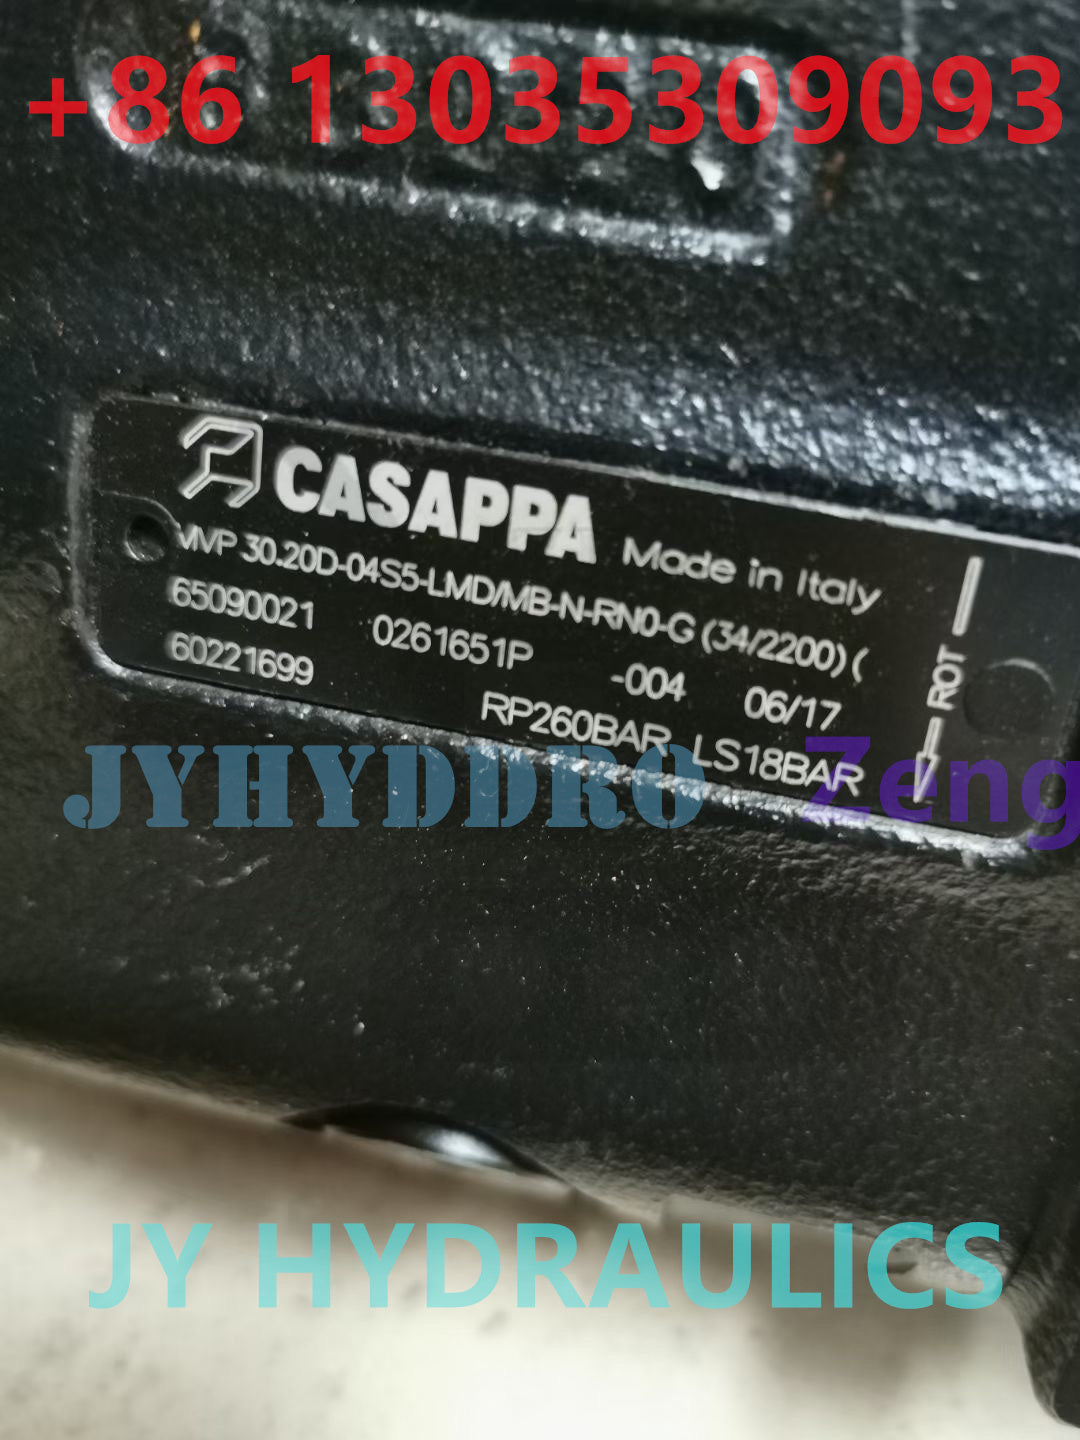 +86 13035309093
CASAPPA Made in Italy
MVP 30.20D-04S5-LMD/MB-N-RN0-G (34/2200) (
65090021 0261651P -004 06/17
60221699 RP260BAR LS18BAR
ROT
JYHYDDRO Zeng
JY HYDRAULICS